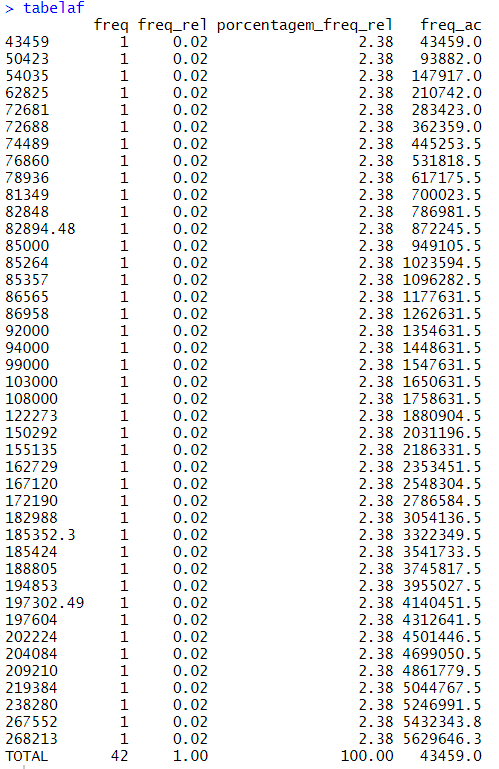 > tabelaf
freq freq_rel porcentagem_freq_rel freq_ac
43459 1 0.02 2.38 43459.0
50423 1 0.02 2.38 93882.0
54035 1 0.02 2.38 147917.0
62825 1 0.02 2.38 210742.0
72681 1 0.02 2.38 283423.0
72688 1 0.02 2.38 362359.0
74489 1 0.02 2.38 445253.5
76860 1 0.02 2.38 531818.5
78936 1 0.02 2.38 617175.5
81349 1 0.02 2.38 700023.5
82848 1 0.02 2.38 786981.5
82894.48 1 0.02 2.38 872245.5
85000 1 0.02 2.38 949105.5
85264 1 0.02 2.38 1023594.5
85357 1 0.02 2.38 1096282.5
86565 1 0.02 2.38 1177631.5
86958 1 0.02 2.38 1262631.5
92000 1 0.02 2.38 1354631.5
94000 1 0.02 2.38 1448631.5
99000 1 0.02 2.38 1547631.5
103000 1 0.02 2.38 1650631.5
108000 1 0.02 2.38 1758631.5
122273 1 0.02 2.38 1880904.5
150292 1 0.02 2.38 2031196.5
155135 1 0.02 2.38 2186331.5
162729 1 0.02 2.38 2353451.5
167120 1 0.02 2.38 2548304.5
172190 1 0.02 2.38 2786584.5
182988 1 0.02 2.38 3054136.5
185352.3 1 0.02 2.38 3322349.5
185424 1 0.02 2.38 3541733.5
188805 1 0.02 2.38 3745817.5
194853 1 0.02 2.38 3955027.5
197302.49 1 0.02 2.38 4140451.5
197604 1 0.02 2.38 4312641.5
202224 1 0.02 2.38 4501446.5
204084 1 0.02 2.38 4699050.5
209210 1 0.02 2.38 4861779.5
219384 1 0.02 2.38 5044767.5
238280 1 0.02 2.38 5246991.5
267552 1 0.02 2.38 5432343.8
268213 1 0.02 2.38 5629646.3
TOTAL 42 1.00 100.00 43459.0